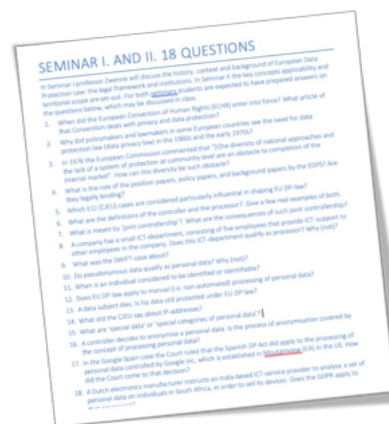 SEMINAR I. AND II. 18 QUESTIONS
In Seminar I professor Zwenne will discuss the history, context and background of European Data
Protection Law: the legal framework and institutions. In Seminar II the key concepts applicability and
territorial scope are set-out. For both seminars students are expected to have prepared answers on
the questions below, which may be discussed in class.
1. When did the European Convention of Human Rights (ECHR) enter into force? What article of
that Convention deals with privacy and data protection?
2. Why did policymakers and lawmakers in some European countries see the need for data
protection law (data privacy law) in the 1960s and the early 1970s?
3. In 1976 the European Commission commented that "[t]he diversity of national approaches and
the lack of a system of protection at community level are an obstacle to completion of the
internal market". How can this diversity be such obstacle?
4. What is the role of the position papers, policy papers, and background papers by the EDPS? Are
they legally binding?
5. Which ECJ (CJEU) cases are considered particularly influential in shaping EU DP-law?
6. What are the definitions of the controller and the processor? Give a few real examples of both.
7. What is meant by 'joint controllership'? What are the consequences of such joint controllership?
8. A company has a small ICT-department, consisting of five employees that provide ICT-support to
other employees in the company. Does this ICT-department qualify as processor? Why (not)?
9. What was the SWIFT-case about?
10. Do pseudonymous data qualify as personal data? Why (not)?
11. When is an individual considered to be identified or identifiable?
12. Does EU DP-law apply to manual (i.e. non automated) processing of personal data?
13. A data subject dies. Is his data still protected under EU DP law?
14. What did the CJEU say about IP-addresses?
15. What are 'special data' or 'special categories of personal data'?
16. A controller decides to anonymise a personal data. Is the process of anonymisation covered by
the concept of processing personal data?
17. In the Google Spain-case the Court ruled that the Spanish DP Act did apply to the processing of
personal data controlled by Google Inc, which is established in (CA) in the US. How
did the Court come to that decision?
18. A Dutch electronics manufacturer instructs an India-based ICT-service provider to analyse a set of
personal data on individuals in South Africa, in order to sell its devices. Does the GDPR apply to